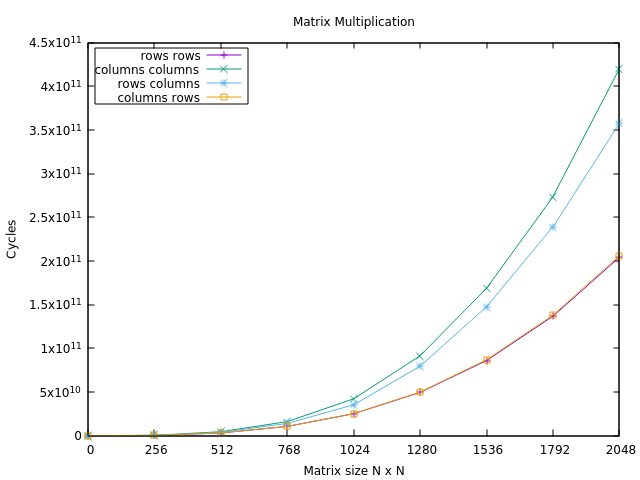 Matrix Multiplication
4.5x10^11
4x10^11
3.5x10^11
3x10^11
2.5x10^11
2x10^11
1.5x10^11
1x10^11
5x10^10
0
Cycles
rows rows
columns columns
rows columns
columns rows
0 256 512 768 1024 1280 1536 1792 2048
Matrix size N x N